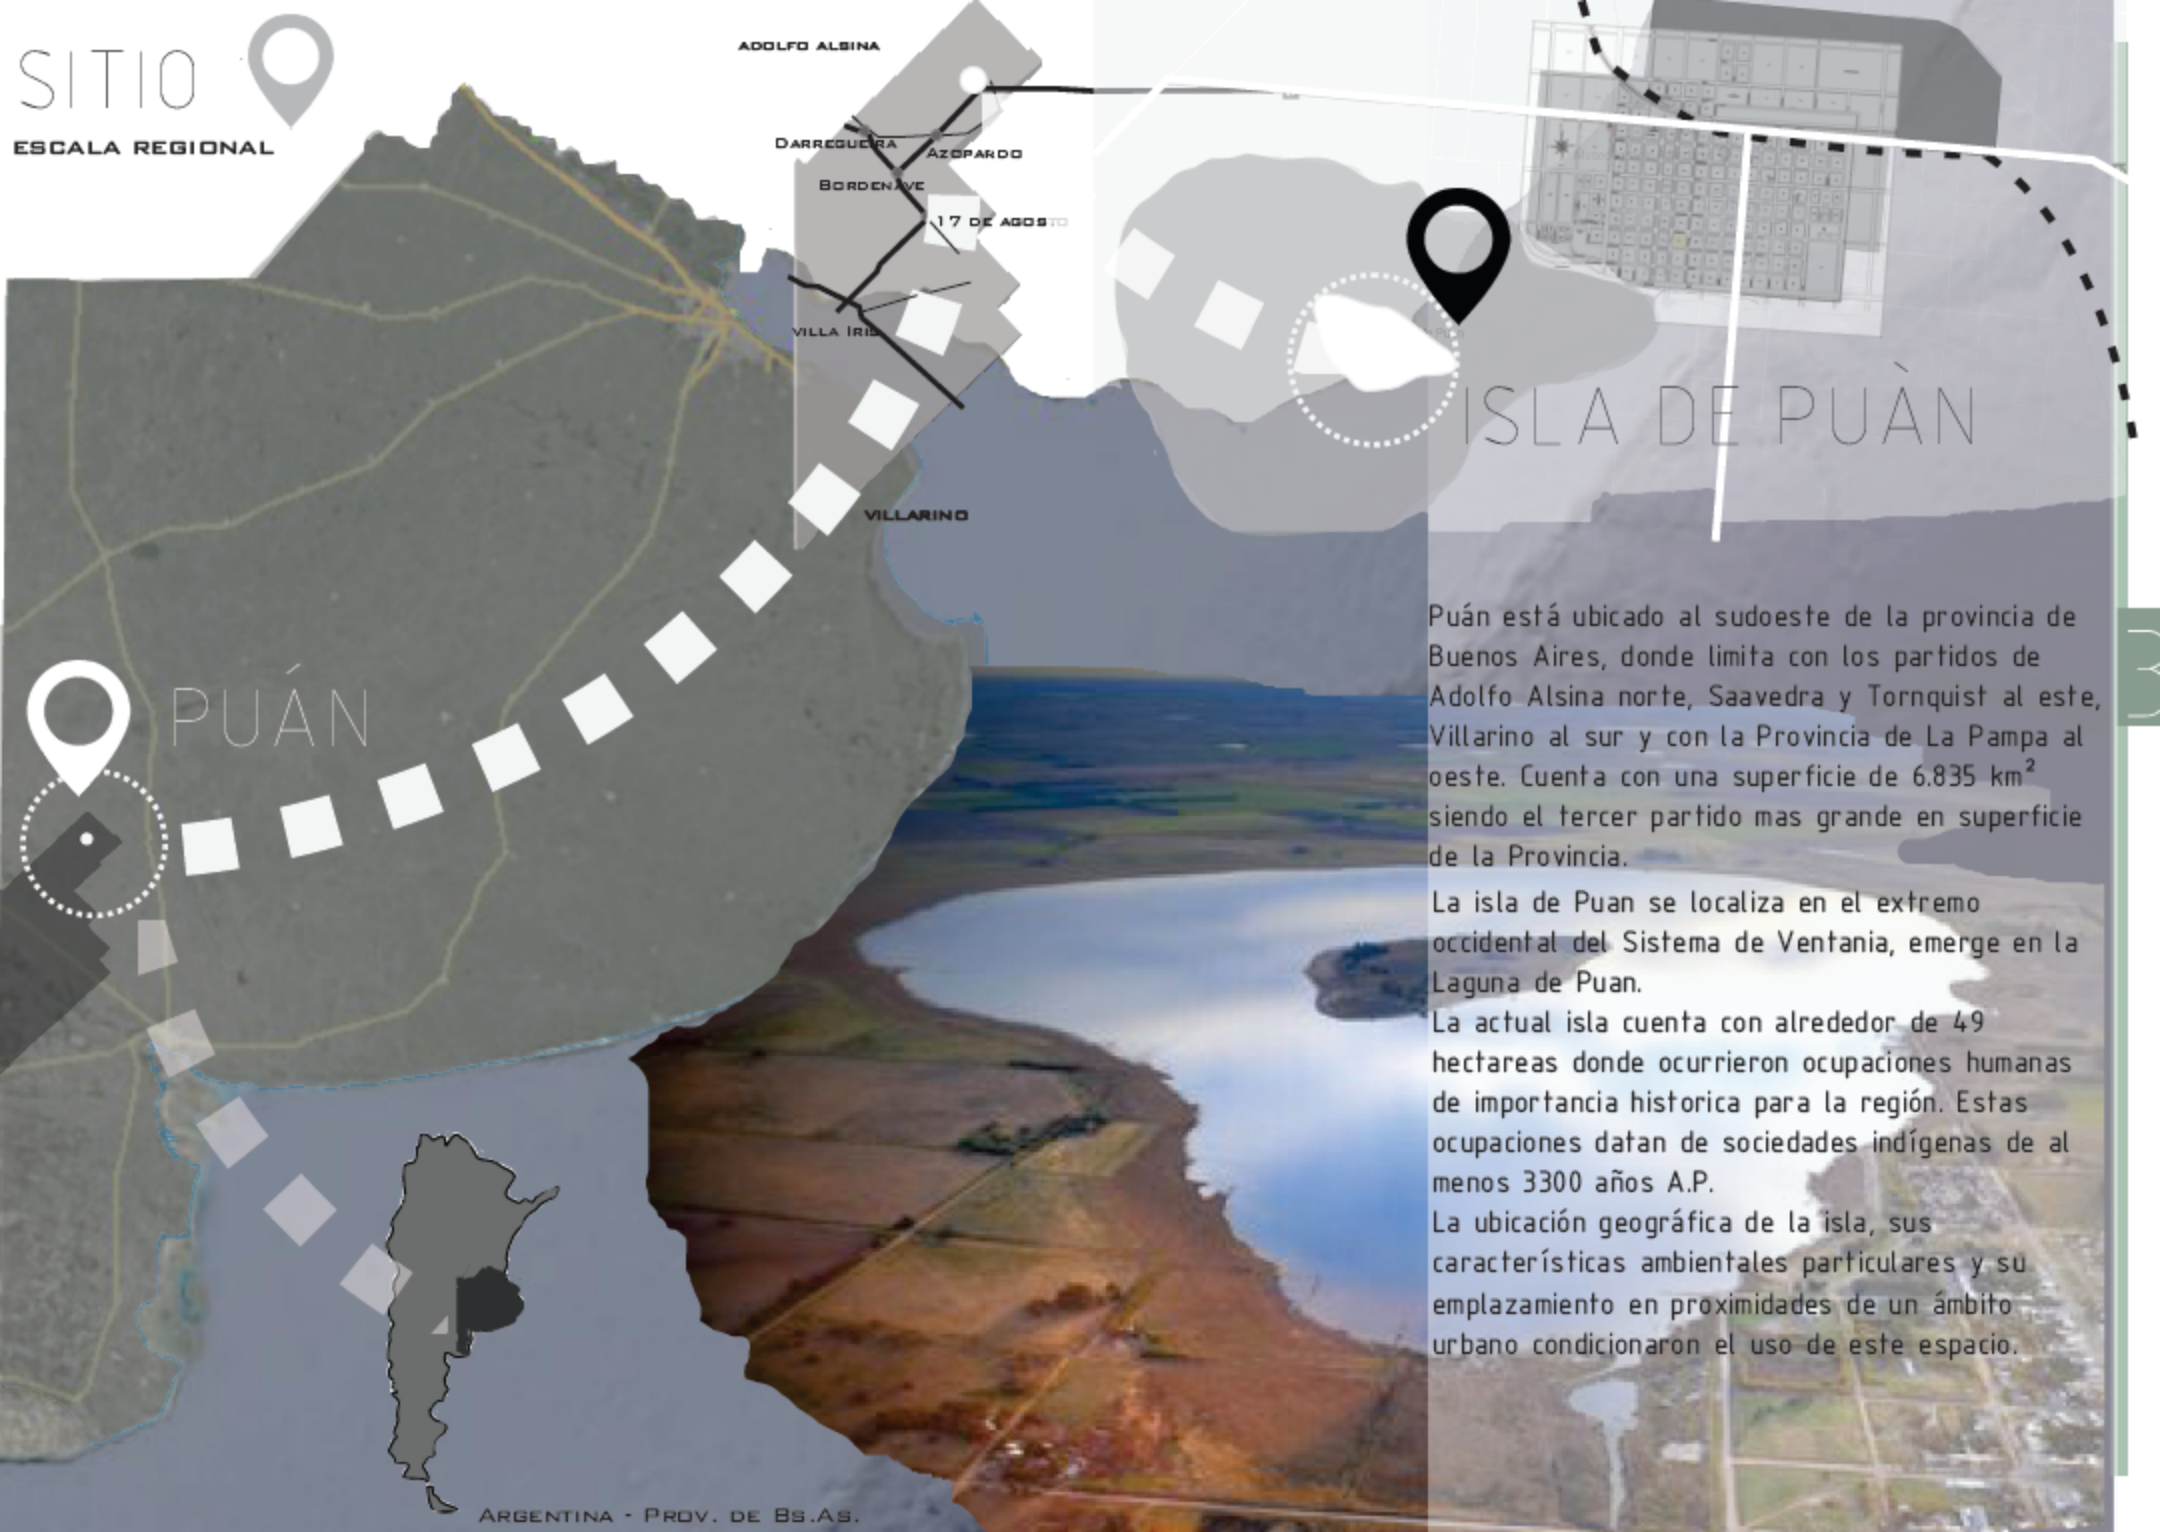 SITIO
ESCALA REGIONAL
ADOLFO ALSINA
DARREGUEIRA
AZOPARDO
BORDENAVE
17 DE AGOSTO
VILLA IRIS
VILLARINO
ISLA DE PUÀN
PUÁN
Puán está ubicado al sudoeste de la provincia de
Buenos Aires, donde limita con los partidos de
Adolfo Alsina norte, Saavedra y Tornquist al este,
Villarino al sur y con la Provincia de La Pampa al
oeste. Cuenta con una superficie de 6.835 km²
siendo el tercer partido mas grande en superficie
de la Provincia.
La isla de Puan se localiza en el extremo
occidental del Sistema de Ventania, emerge en la
Laguna de Puan.
La actual isla cuenta con alrededor de 49
hectareas donde ocurrieron ocupaciones humanas
de importancia historica para la región. Estas
ocupaciones datan de sociedades indígenas de al
menos 3300 años A.P.
La ubicación geográfica de la isla, sus
características ambientales particulares y su
emplazamiento en proximidades de un ámbito
urbano condicionaron el uso de este espacio.
3
ARGENTINA - PROV. DE BS.AS.